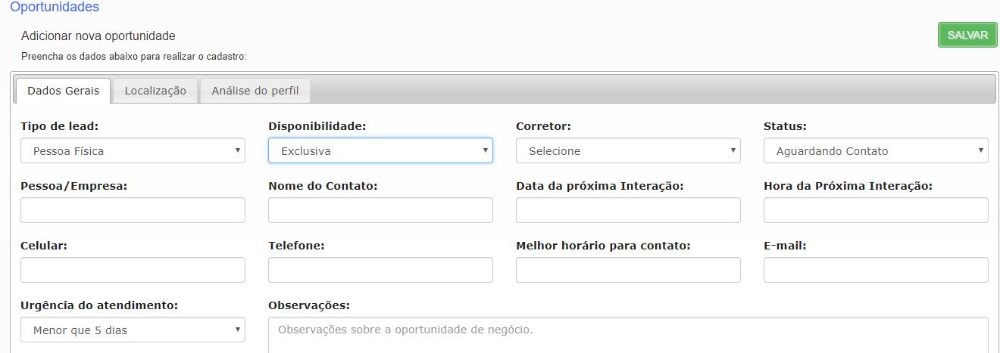 Oportunidades
Adicionar nova oportunidade
SALVAR
Preencha os dados abaixo para realizar o cadastro:
Dados Gerais Localização Análise do perfil
Tipo de lead: Disponibilidade: Corretor: Status:
Pessoa Física Exclusiva Selecione Aguardando Contato
Pessoa/Empresa: Nome do Contato: Data da próxima Interação: Hora da Próxima Interação:
Celular: Telefone: Melhor horário para contato: E-mail:
Urgência do atendimento: Observações:
Menor que 5 dias Observações sobre a oportunidade de negócio.